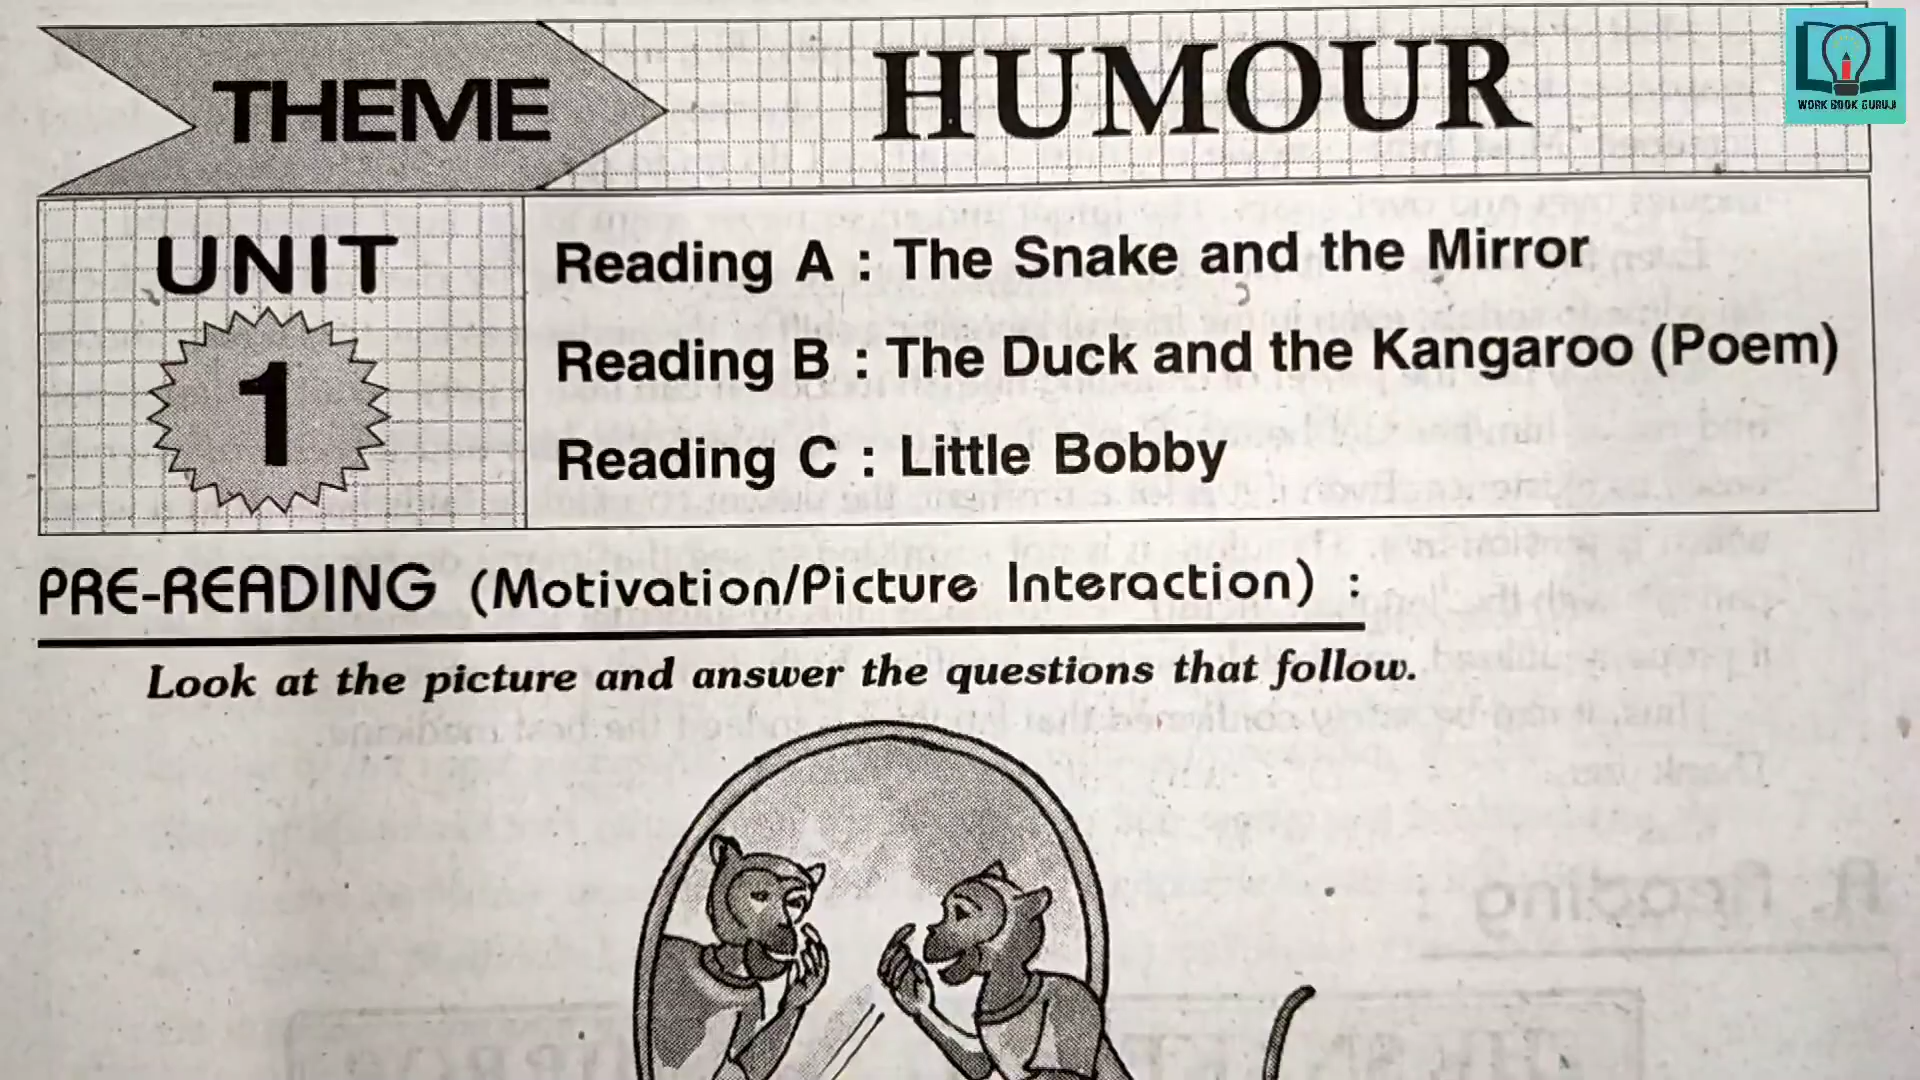 THEME HUMOUR
WORK BOOK GURUJI
UNIT
1
Reading A : The Snake and the Mirror
Reading B : The Duck and the Kangaroo (Poem)
Reading C : Little Bobby
PRE-READING (Motivation/Picture Interaction) :
Look at the picture and answer the questions that follow.